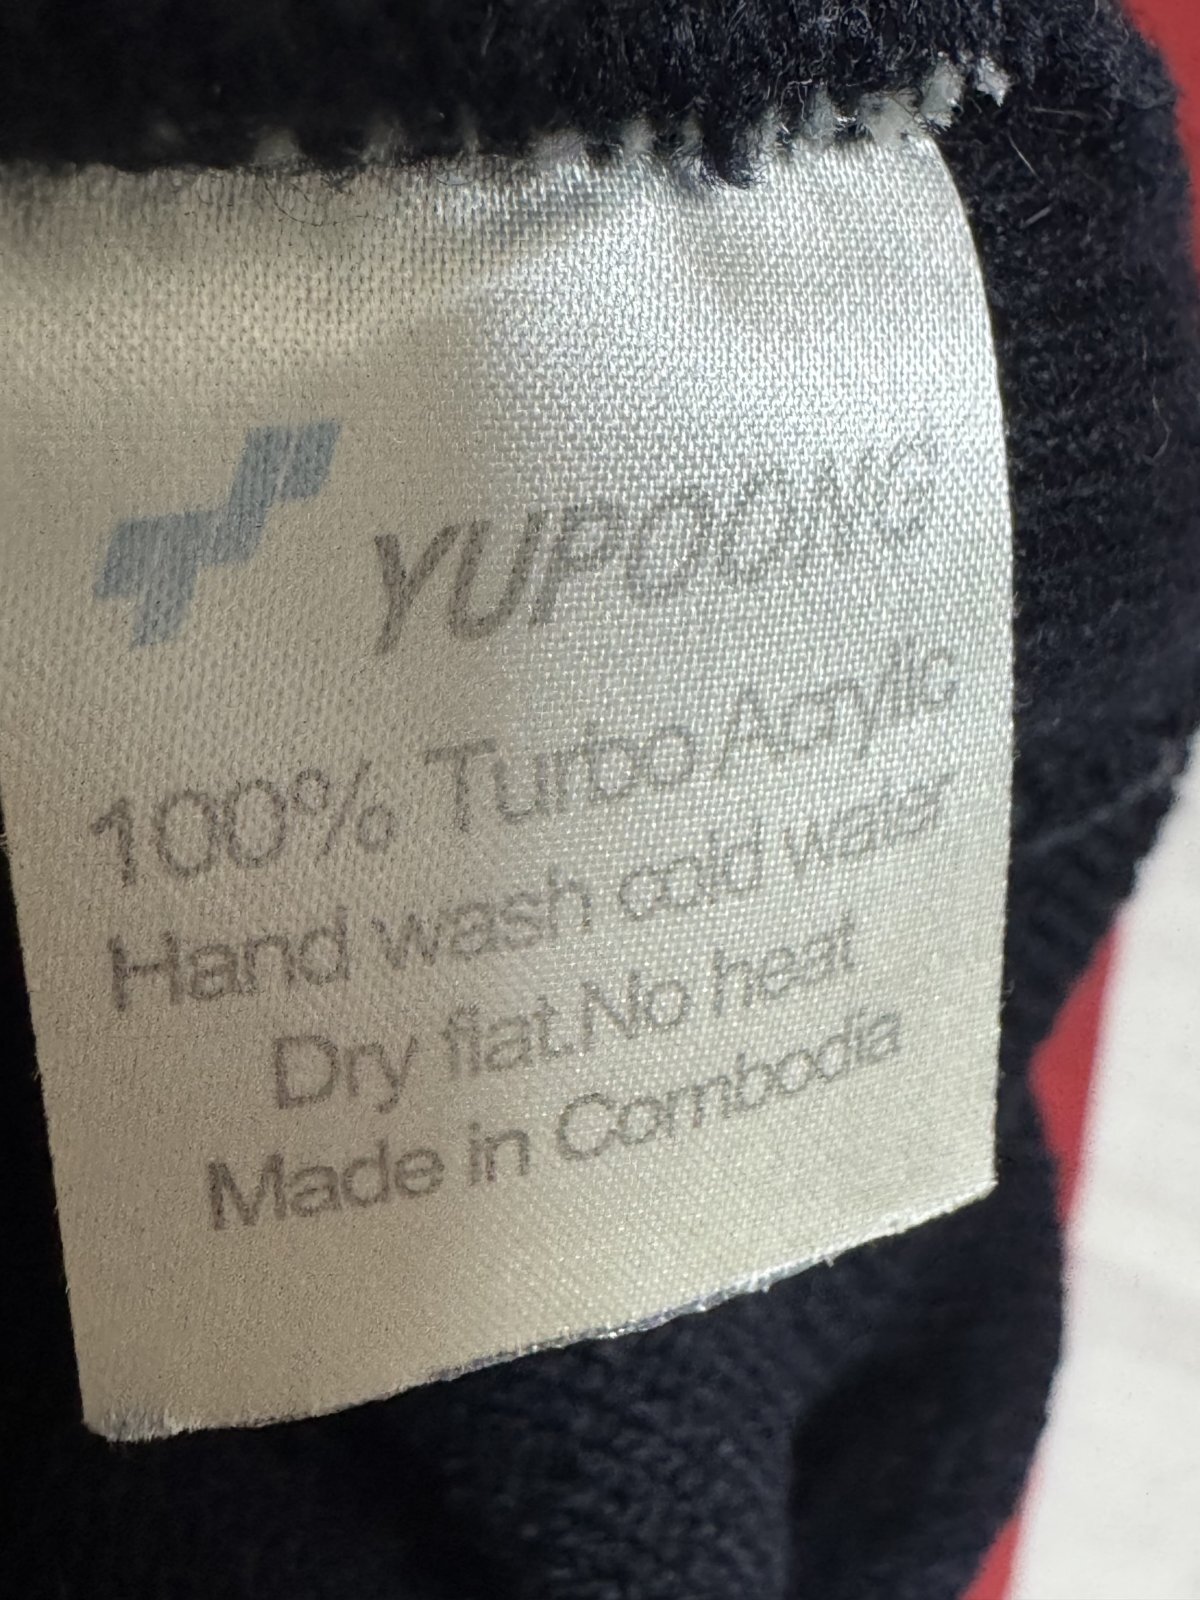 YUPOONG
100% Turbo Acrylic
Hand wash cold water
Dry flat.No heat
Made in Combodia